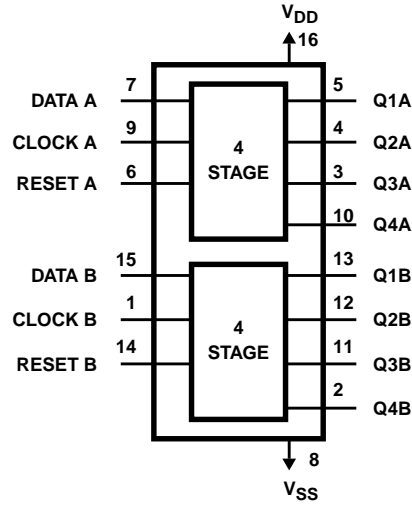 VDD
16
DATA A 7 5 Q1A
CLOCK A 9 4 Q2A
RESET A 6 3 Q3A
4
STAGE
10 Q4A
DATA B 15 13 Q1B
CLOCK B 1 12 Q2B
RESET B 14 11 Q3B
4
STAGE
2 Q4B
8
VSS